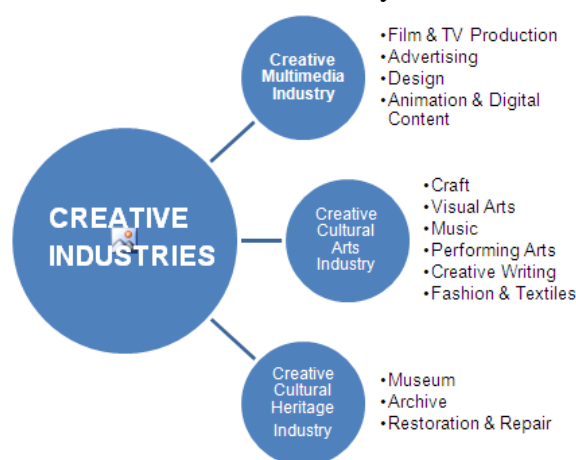 Creative
Multimedia
Industry
•Film & TV Production
•Advertising
•Design
•Animation & Digital
Content
CREATIVE
INDUSTRIES
Creative
Cultural
Arts
Industry
•Craft
•Visual Arts
•Music
•Performing Arts
•Creative Writing
•Fashion & Textiles
Creative
Cultural
Heritage
Industry
•Museum
•Archive
•Restoration & Repair